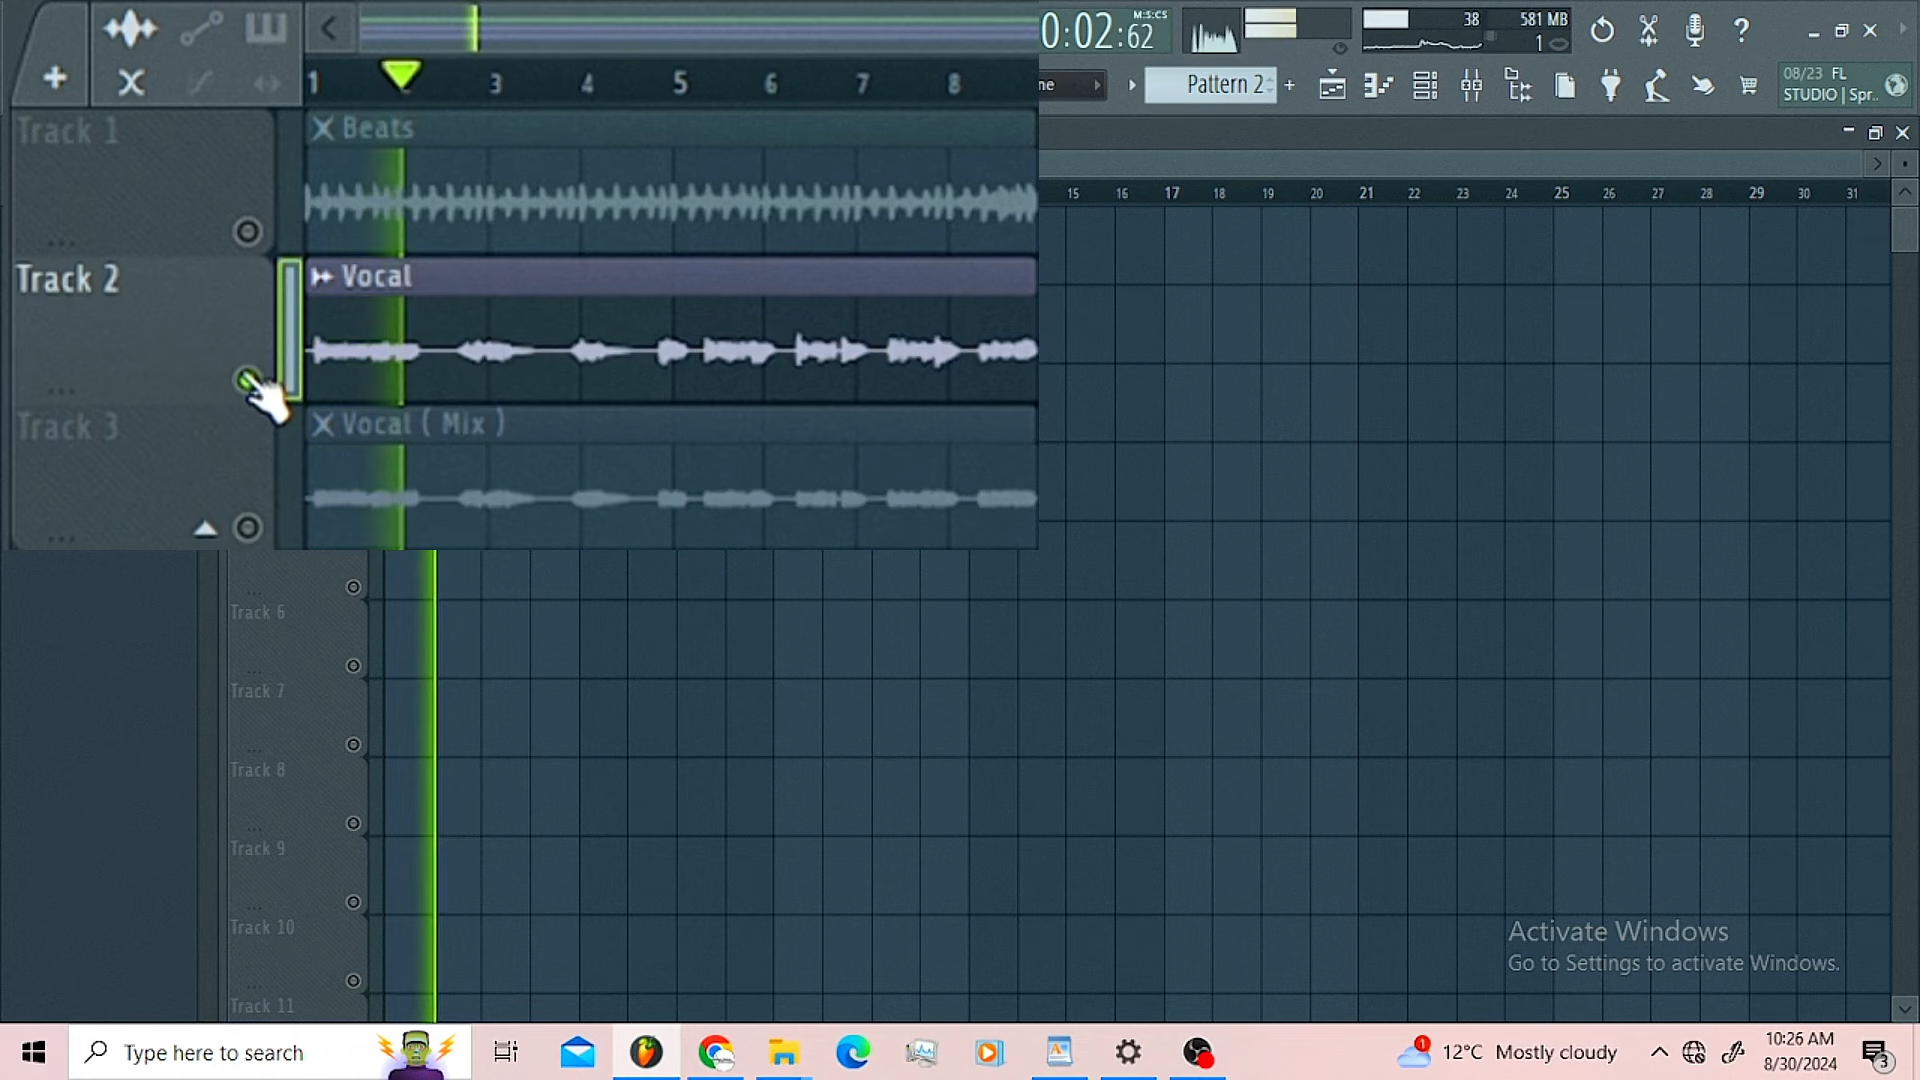 0:02:62
M:S:CS
38
581 MB
1
?
ne
Pattern 2
+
08/23 FL
STUDIO | Spr..
1 3 4 5 6 7 8
15 16 17 18 19 20 21 22 23 24 25 26 27 28 29 30 31
Track 1
Beats
Track 2
Vocal
Track 3
Vocal ( Mix )
Track 6
Track 7
Track 8
Track 9
Track 10
Track 11
Activate Windows
Go to Settings to activate Windows.
Type here to search
1
12°C Mostly cloudy
10:26 AM
8/30/2024
3